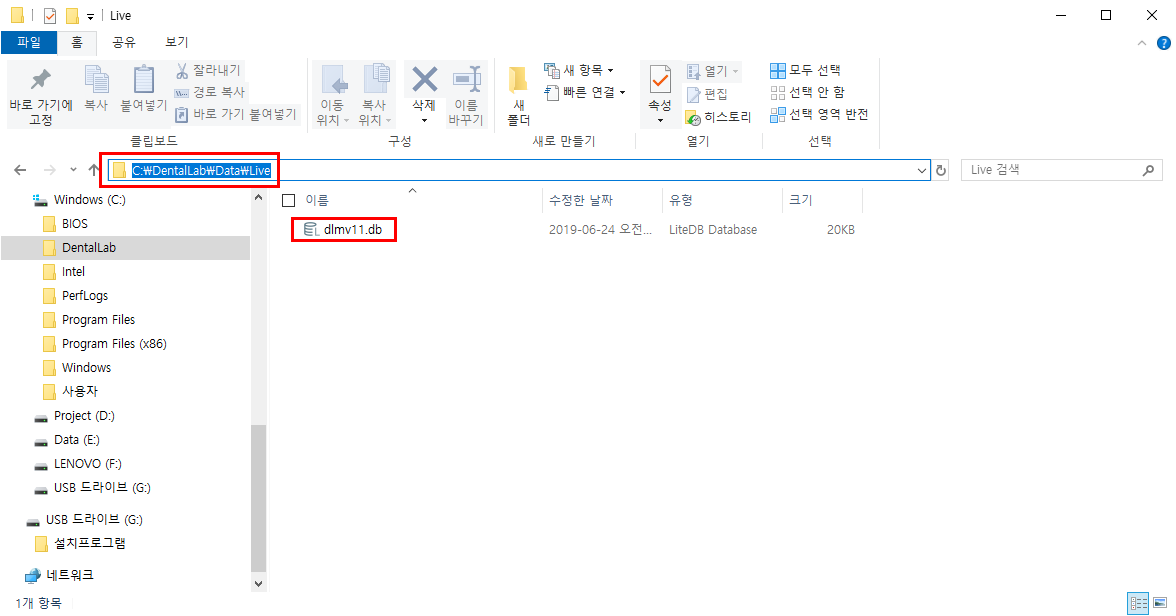 Live
파일 홈 공유 보기
바로 가기에 고정
복사
붙여넣기
잘라내기
경로 복사
바로 가기 붙여넣기
클립보드
이동 위치
복사 위치
삭제
이름 바꾸기
구성
새 폴더
새 항목
빠른 연결
새로 만들기
속성
열기
편집
히스토리
열기
모두 선택
선택 안 함
선택 영역 반전
선택
C:₩DentalLab₩Data₩Live
Live 검색
Windows (C:)
BIOS
DentalLab
Intel
PerfLogs
Program Files
Program Files (x86)
Windows
사용자
Project (D:)
Data (E:)
LENOVO (F:)
USB 드라이브 (G:)
USB 드라이브 (G:)
설치프로그램
네트워크
이름 수정한 날짜 유형 크기
dlmv11.db 2019-06-24 오전... LiteDB Database 20KB
1개 항목